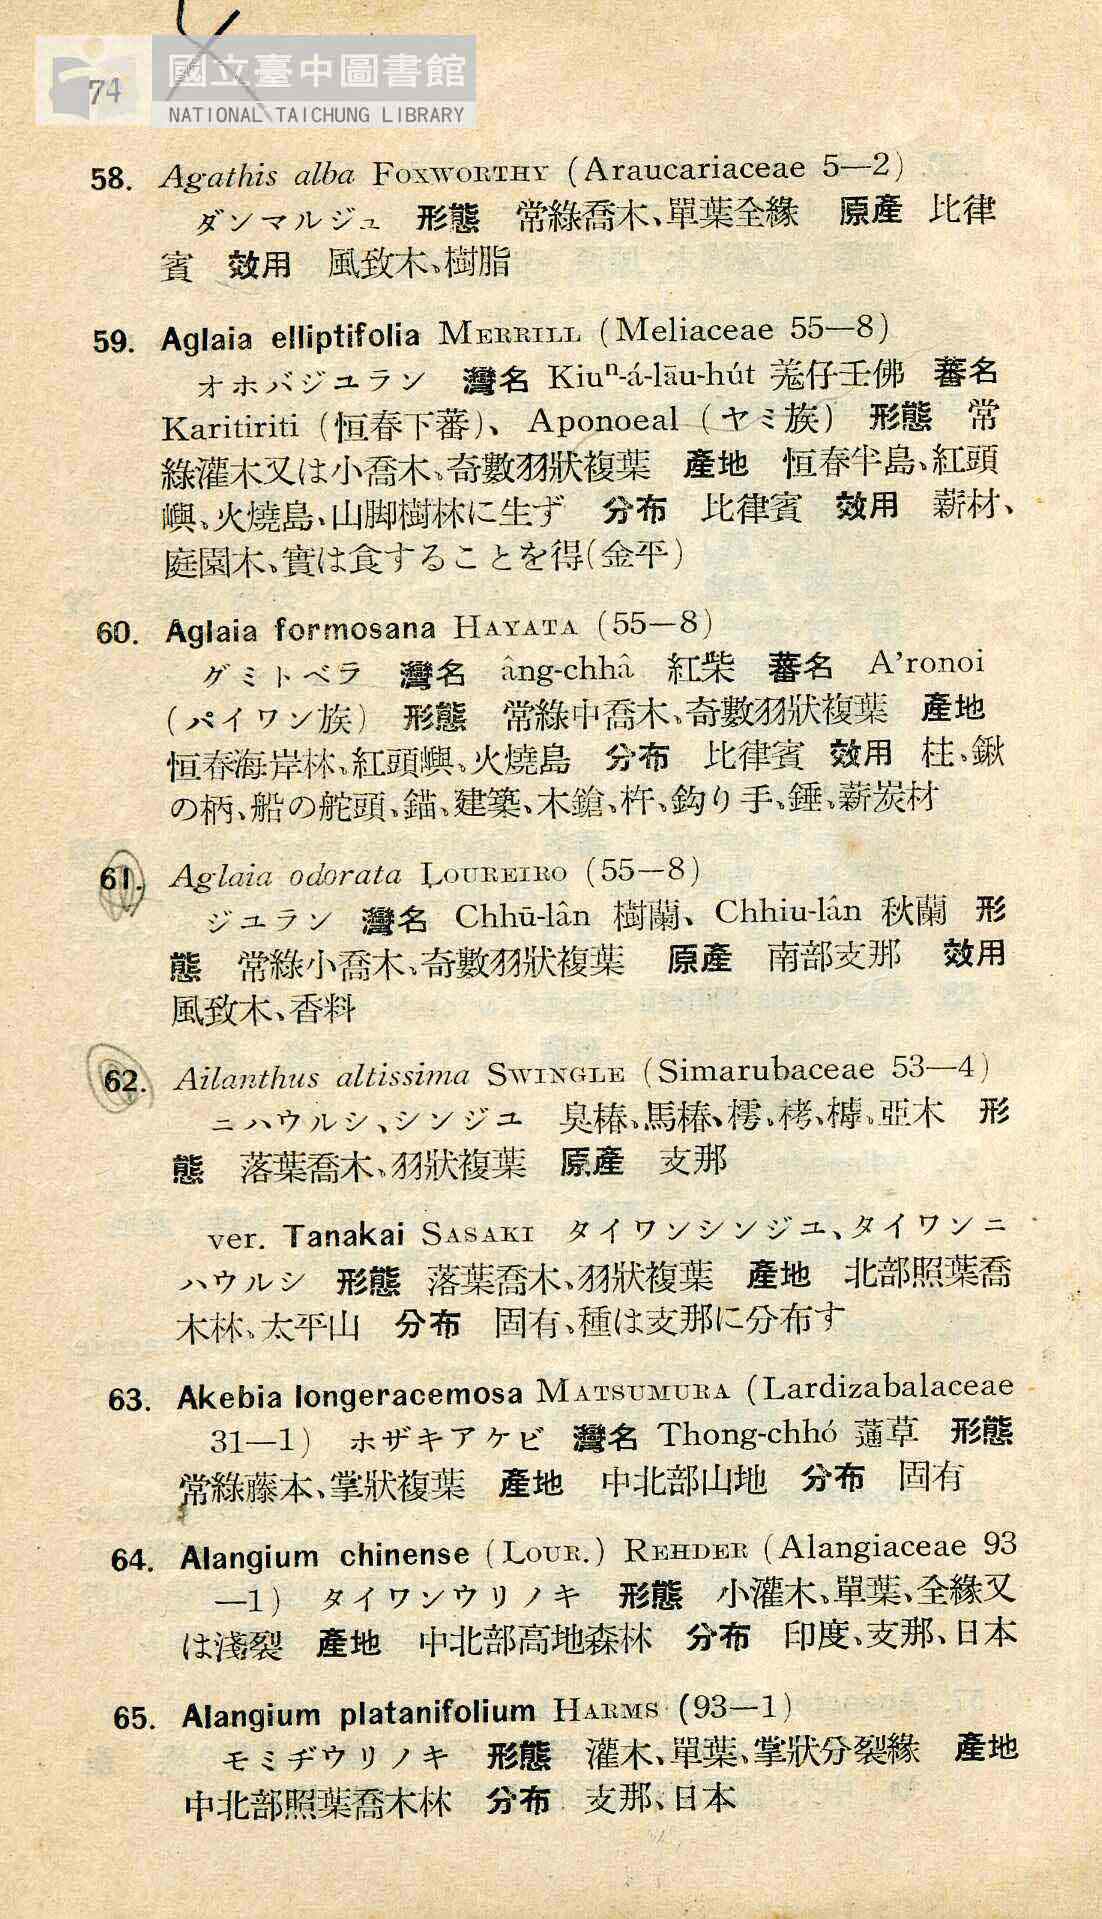 國立臺中圖書館
74
NATIONAL TAICHUNG LIBRARY
58. Agathis alba FOXWORTHY (Araucariaceae 5—2)
ダンマルジュ 形態 常綠喬木、單葉全緣 原產 比律
賓 效用 風致木、樹脂
59. Aglaia elliptifolia MERRILL (Meliaceae 55—8)
オホバジユラン 灣名 Kiuⁿ-á-lāu-hút 羗仔壬佛 蕃名
Karitiriti (恒春下蕃)、Aponoeal (ヤミ族) 形態 常
綠灌木又は小喬木、奇數羽狀複葉 產地 恒春半島、紅頭
嶼、火燒島、山脚樹林に生ず 分布 比律賓 效用 薪材、
庭園木、實は食することを得(金平)
60. Aglaia formosana HAYATA (55—8)
グミトベラ 灣名 âng-chhâ 紅柴 蕃名 A'ronoi
(パイワン族) 形態 常綠中喬木、奇數羽狀複葉 產地
恒春海岸林、紅頭嶼、火燒島 分布 比律賓 效用 柱、鍬
の柄、船の舵頭、錨、建築、木鎗、杵、鈎り手、錘、薪炭材
61. Aglaia odorata LOUREIRO (55—8)
ジユラン 灣名 Chhū-lân 樹蘭、Chhiu-lân 秋蘭 形
態 常綠小喬木、奇數羽狀複葉 原產 南部支那 效用
風致木、香料
62. Ailanthus altissima SWINGLE (Simarubaceae 53—4)
ニハウルシ、シンジユ 臭椿、馬椿、樗、栲、㯉、亞木 形
態 落葉喬木、羽狀複葉 原產 支那
ver. Tanakai SASAKI タイワンシンジユ、タイワンニ
ハウルシ 形態 落葉喬木、羽狀複葉 產地 北部照葉喬
木林、太平山 分布 固有、種は支那に分布す
63. Akebia longeracemosa MATSUMURA (Lardizabalaceae
31—1) ホザキアケビ 灣名 Thong-chhó 蓪草 形態
常綠藤本、掌狀複葉 產地 中北部山地 分布 固有
64. Alangium chinense (LOUR.) REHDER (Alangiaceae 93
—1) タイワンウリノキ 形態 小灌木、單葉、全緣又
は淺裂 產地 中北部高地森林 分布 印度、支那、日本
65. Alangium platanifolium HARMS (93—1)
モミヂウリノキ 形態 灌木、單葉、掌狀分裂緣 產地
中北部照葉喬木林 分布 支那、日本